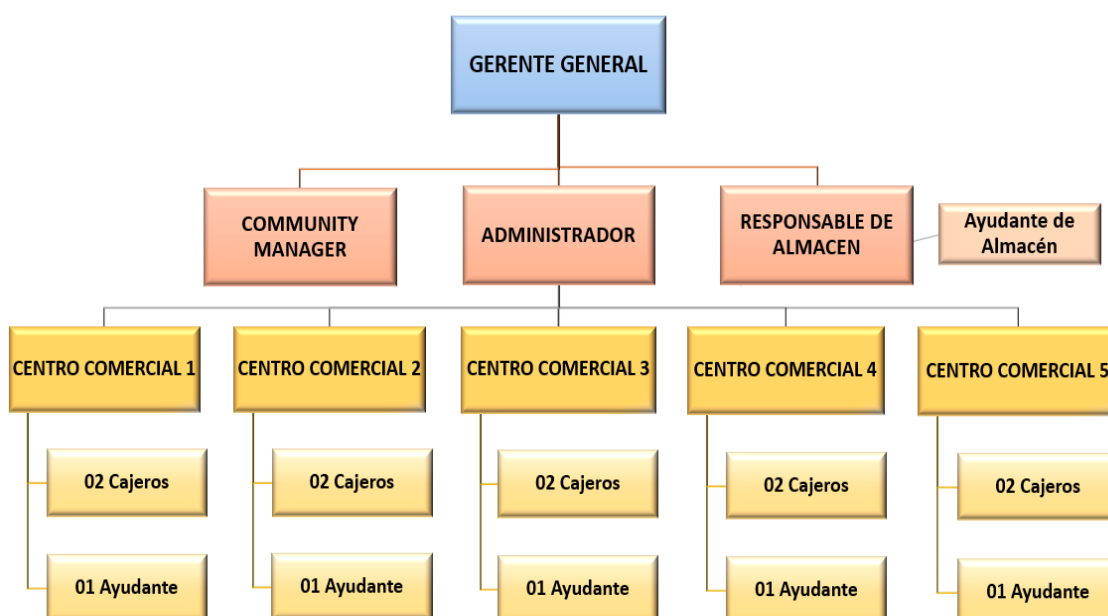 GERENTE GENERAL
COMMUNITY
MANAGER
ADMINISTRADOR
RESPONSABLE DE
ALMACEN
Ayudante de
Almacén
CENTRO COMERCIAL 1
CENTRO COMERCIAL 2
CENTRO COMERCIAL 3
CENTRO COMERCIAL 4
CENTRO COMERCIAL 5
02 Cajeros
02 Cajeros
02 Cajeros
02 Cajeros
02 Cajeros
01 Ayudante
01 Ayudante
01 Ayudante
01 Ayudante
01 Ayudante